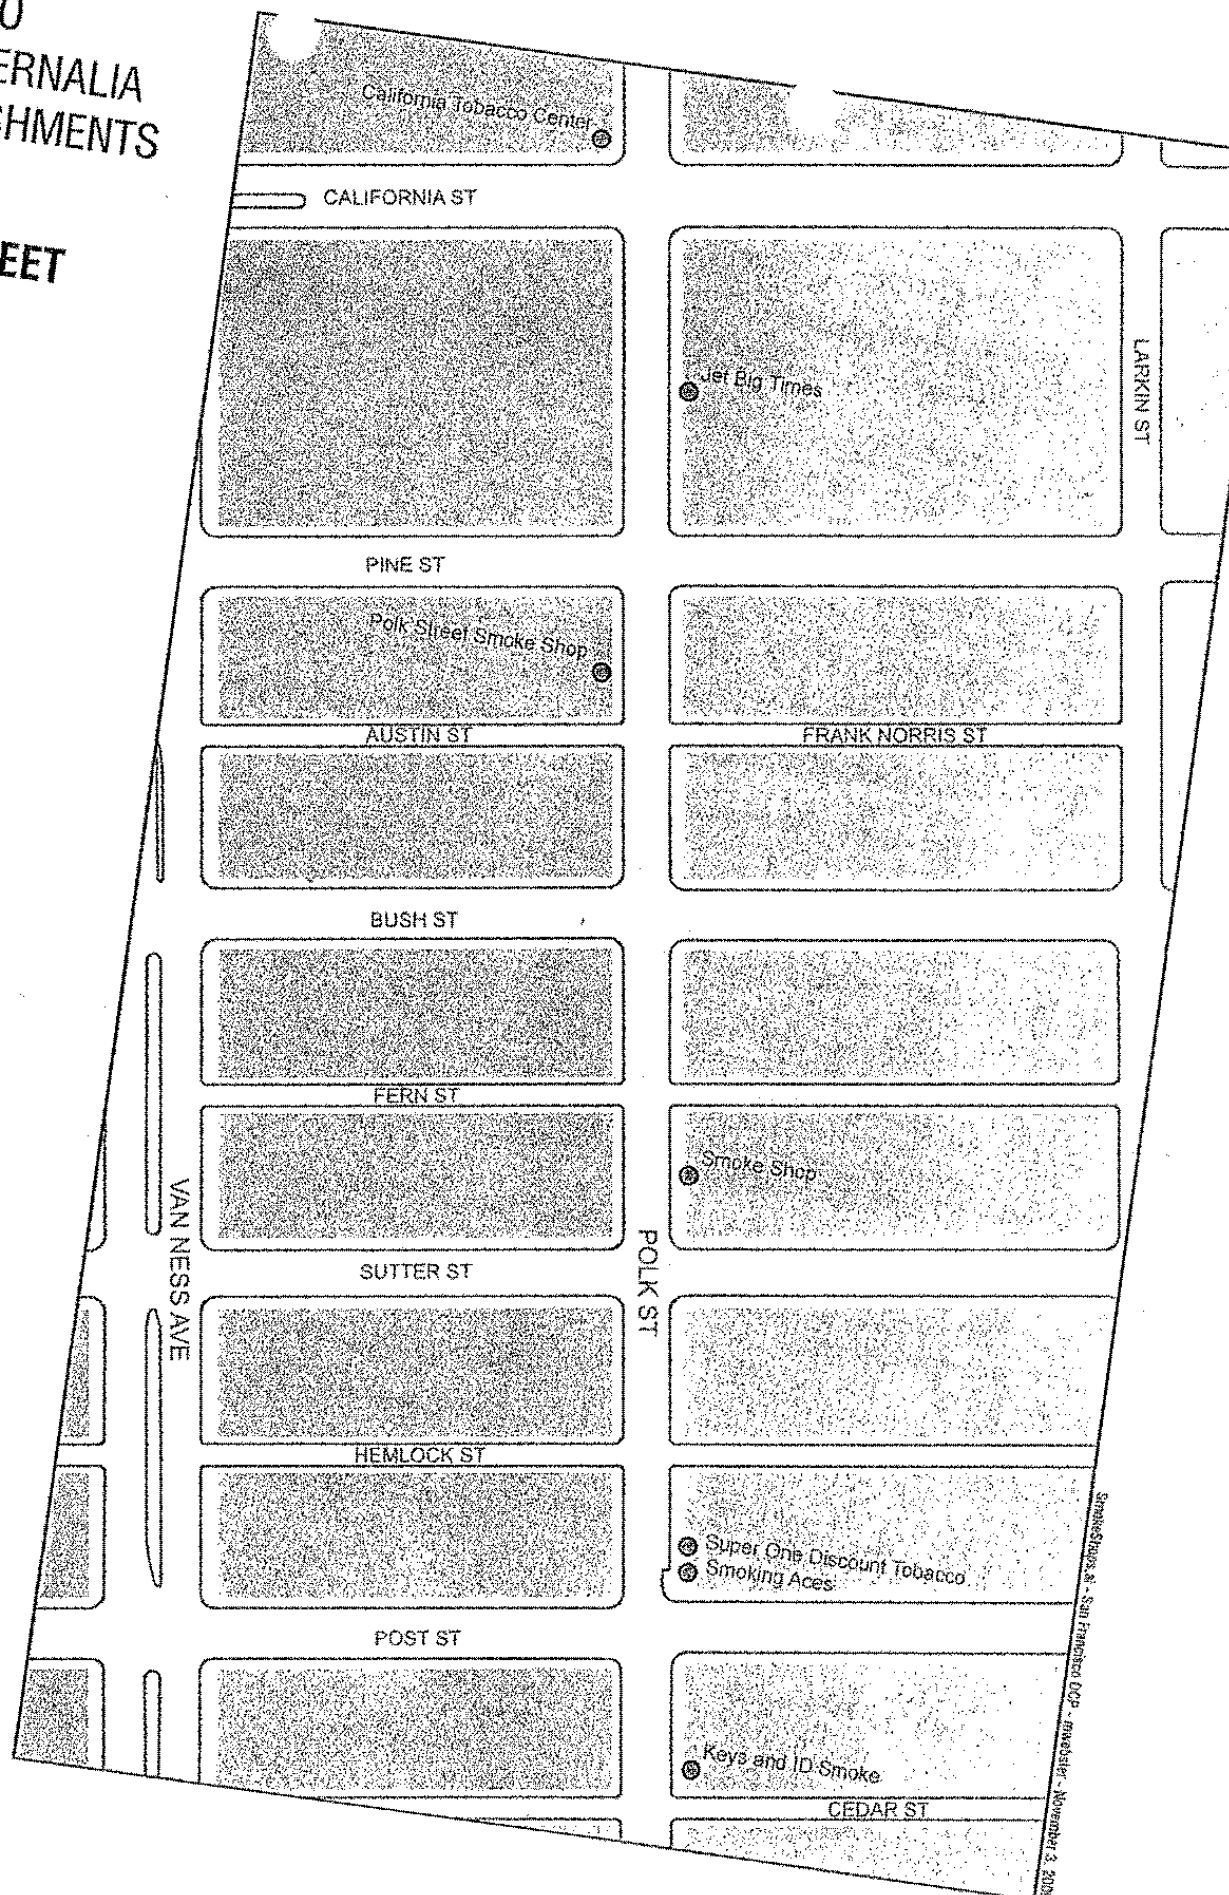 O
ERNALIA
CHMENTS
EET
California Tobacco Center
CALIFORNIA ST
Jet Big Times
LARKIN ST
PINE ST
Polk Street Smoke Shop
AUSTIN ST
FRANK NORRIS ST
BUSH ST
FERN ST
Smoke Shop
VAN NESS AVE
POLK ST
SUTTER ST
HEMLOCK ST
Super One Discount Tobacco
Smoking Aces
POST ST
Keys and ID Smoke
CEDAR ST
SmokeShops.ai - San Francisco DCP - mwebster - November 3,